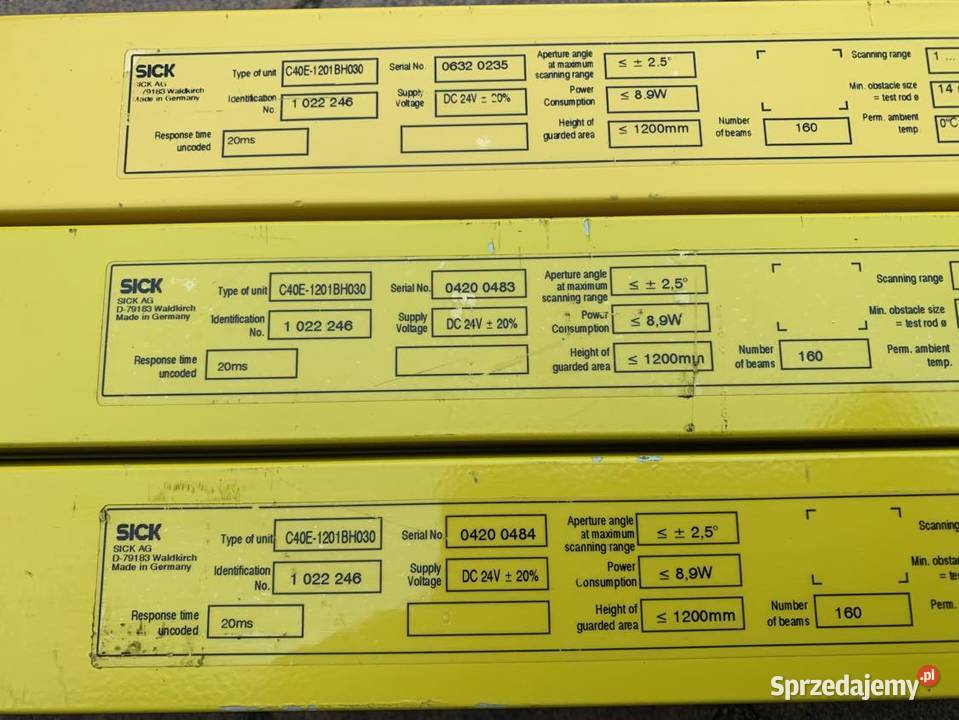 SICK
SICK AG
-79183 Waldkirch
Made in Germany
Type of unit C40E-1201BH030
Identification No. 1 022 246
Response time uncoded 20ms
Serial No. 0632 0235
Supply Voltage DC 24V ± 20%
Aperture angle at maximum scanning range ≤ ± 2.5°
Power Consumption ≤ 8.9W
Height of guarded area ≤ 1200mm
Number of beams 160
Scanning range 1 ...
Min. obstacle size = test rod ø 14
Perm. ambient temp. 0°C
SICK
SICK AG
D-79183 Waldkirch
Made in Germany
Type of unit C40E-1201BH030
Identification No. 1 022 246
Response time uncoded 20ms
Serial No. 0420 0483
Supply Voltage DC 24V ± 20%
Aperture angle at maximum scanning range ≤ ± 2,5°
Power Consumption ≤ 8,9W
Height of guarded area ≤ 1200mm
Number of beams 160
Scanning range
Min. obstacle size = test rod ø
Perm. ambient temp.
SICK
SICK AG
D-79183 Waldkirch
Made in Germany
Type of unit C40E-1201BH030
Identification No. 1 022 246
Response time uncoded 20ms
Serial No. 0420 0484
Supply Voltage DC 24V ± 20%
Aperture angle at maximum scanning range ≤ ± 2,5°
Power Consumption ≤ 8,9W
Height of guarded area ≤ 1200mm
Number of beams 160
Scanning
Min. obsta
= te
Perm.
Sprzedajemy.pl